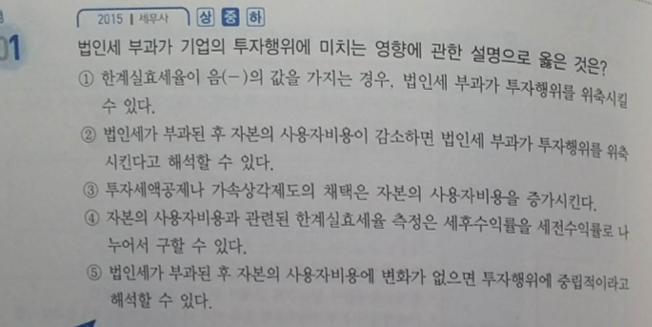 2015 | 세무사 상 중 하
01 법인세 부과가 기업의 투자행위에 미치는 영향에 관한 설명으로 옳은 것은?
① 한계실효세율이 음(-)의 값을 가지는 경우, 법인세 부과가 투자행위를 위축시킬
수 있다.
② 법인세가 부과된 후 자본의 사용자비용이 감소하면 법인세 부과가 투자행위를 위축
시킨다고 해석할 수 있다.
③ 투자세액공제나 가속상각제도의 채택은 자본의 사용자비용을 증가시킨다.
④ 자본의 사용자비용과 관련된 한계실효세율 측정은 세후수익률을 세전수익률로 나
누어서 구할 수 있다.
⑤ 법인세가 부과된 후 자본의 사용자비용에 변화가 없으면 투자행위에 중립적이라고
해석할 수 있다.